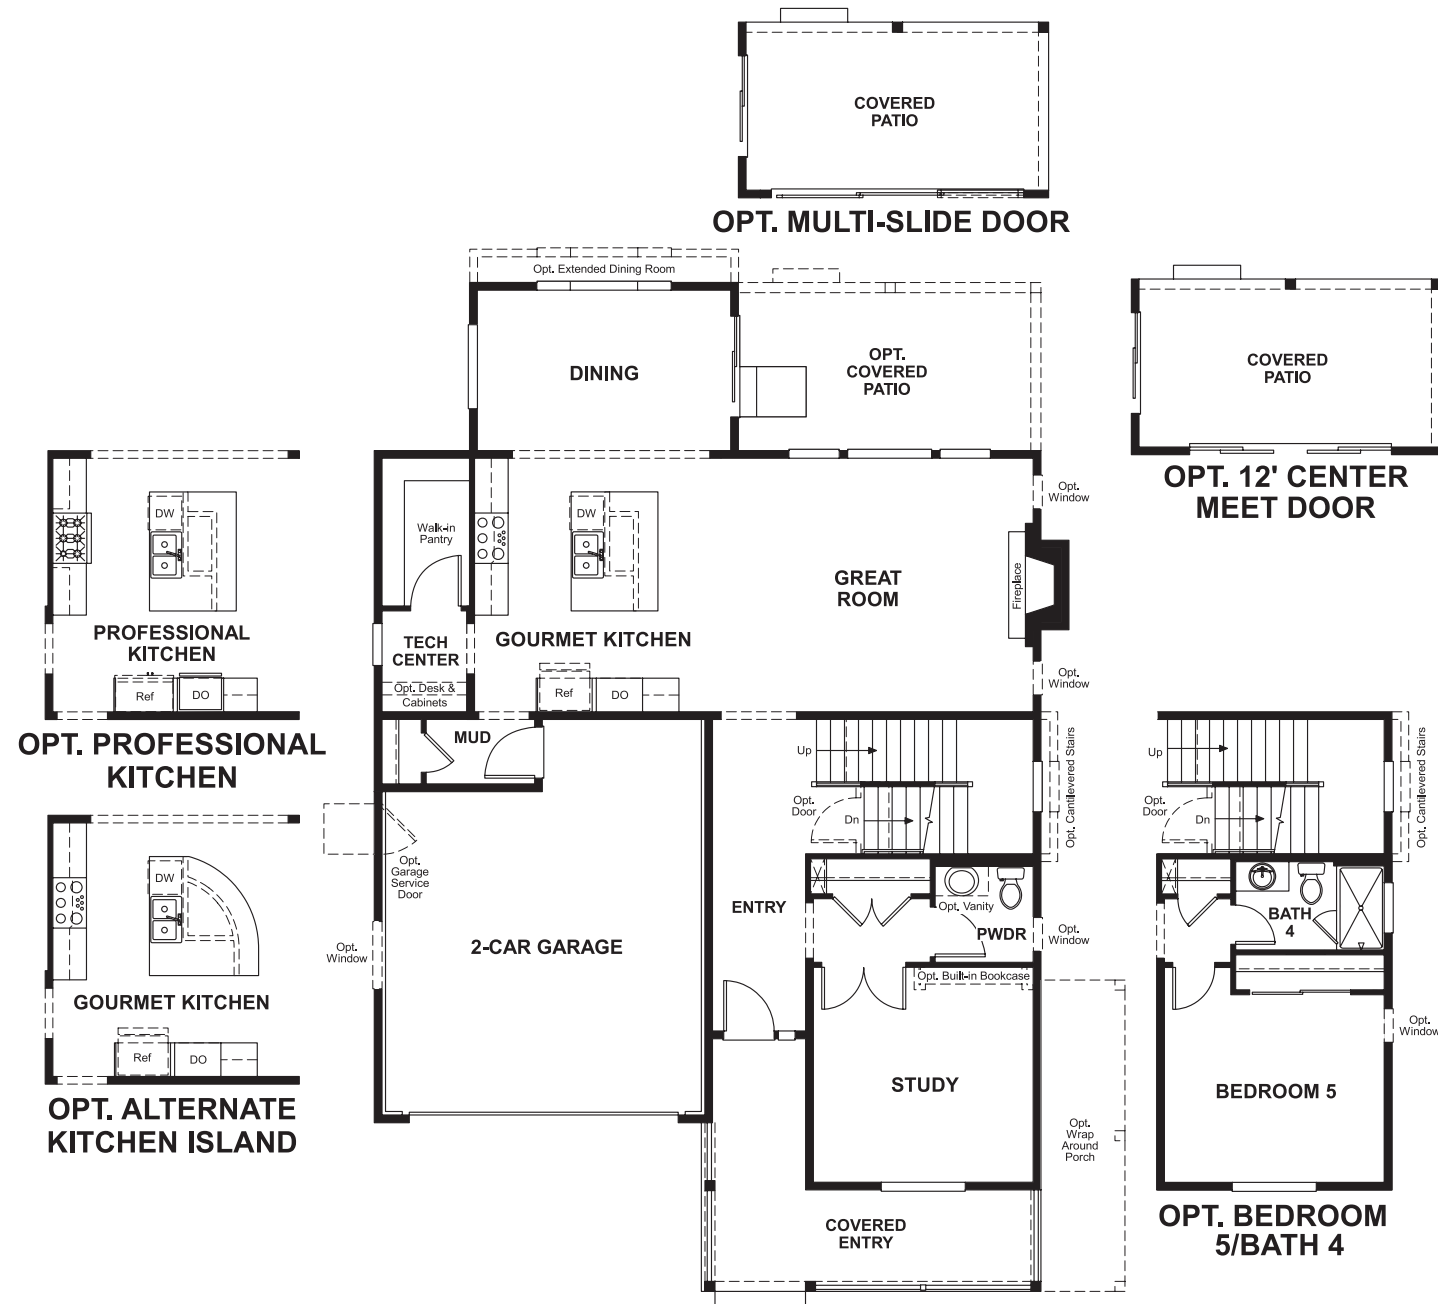 COVERED
PATIO
OPT. MULTI-SLIDE DOOR
Opt. Extended Dining Room
DINING
OPT.
COVERED
PATIO
COVERED
PATIO
OPT. 12' CENTER
MEET DOOR
DW
PROFESSIONAL
KITCHEN
Ref
DO
OPT. PROFESSIONAL
KITCHEN
Walk-in
Pantry
DW
TECH
CENTER
GOURMET KITCHEN
Opt. Desk &
Cabinets
Ref
DO
GREAT
ROOM
Opt.
Window
Fireplace
Opt.
Window
MUD
Up
Opt.
Door
Dn
Opt. Cantilevered Stairs
Up
Opt.
Door
Dn
Opt. Cantilevered Stairs
DW
GOURMET KITCHEN
Ref
DO
OPT. ALTERNATE
KITCHEN ISLAND
Opt.
Garage
Service
Door
Opt.
Window
2-CAR GARAGE
ENTRY
Opt. Vanity
PWDR
Opt.
Window
Opt. Built-in Bookcase
STUDY
Opt.
Wrap
Around
Porch
COVERED
ENTRY
BATH
4
Opt.
Window
BEDROOM 5
OPT. BEDROOM
5/BATH 4